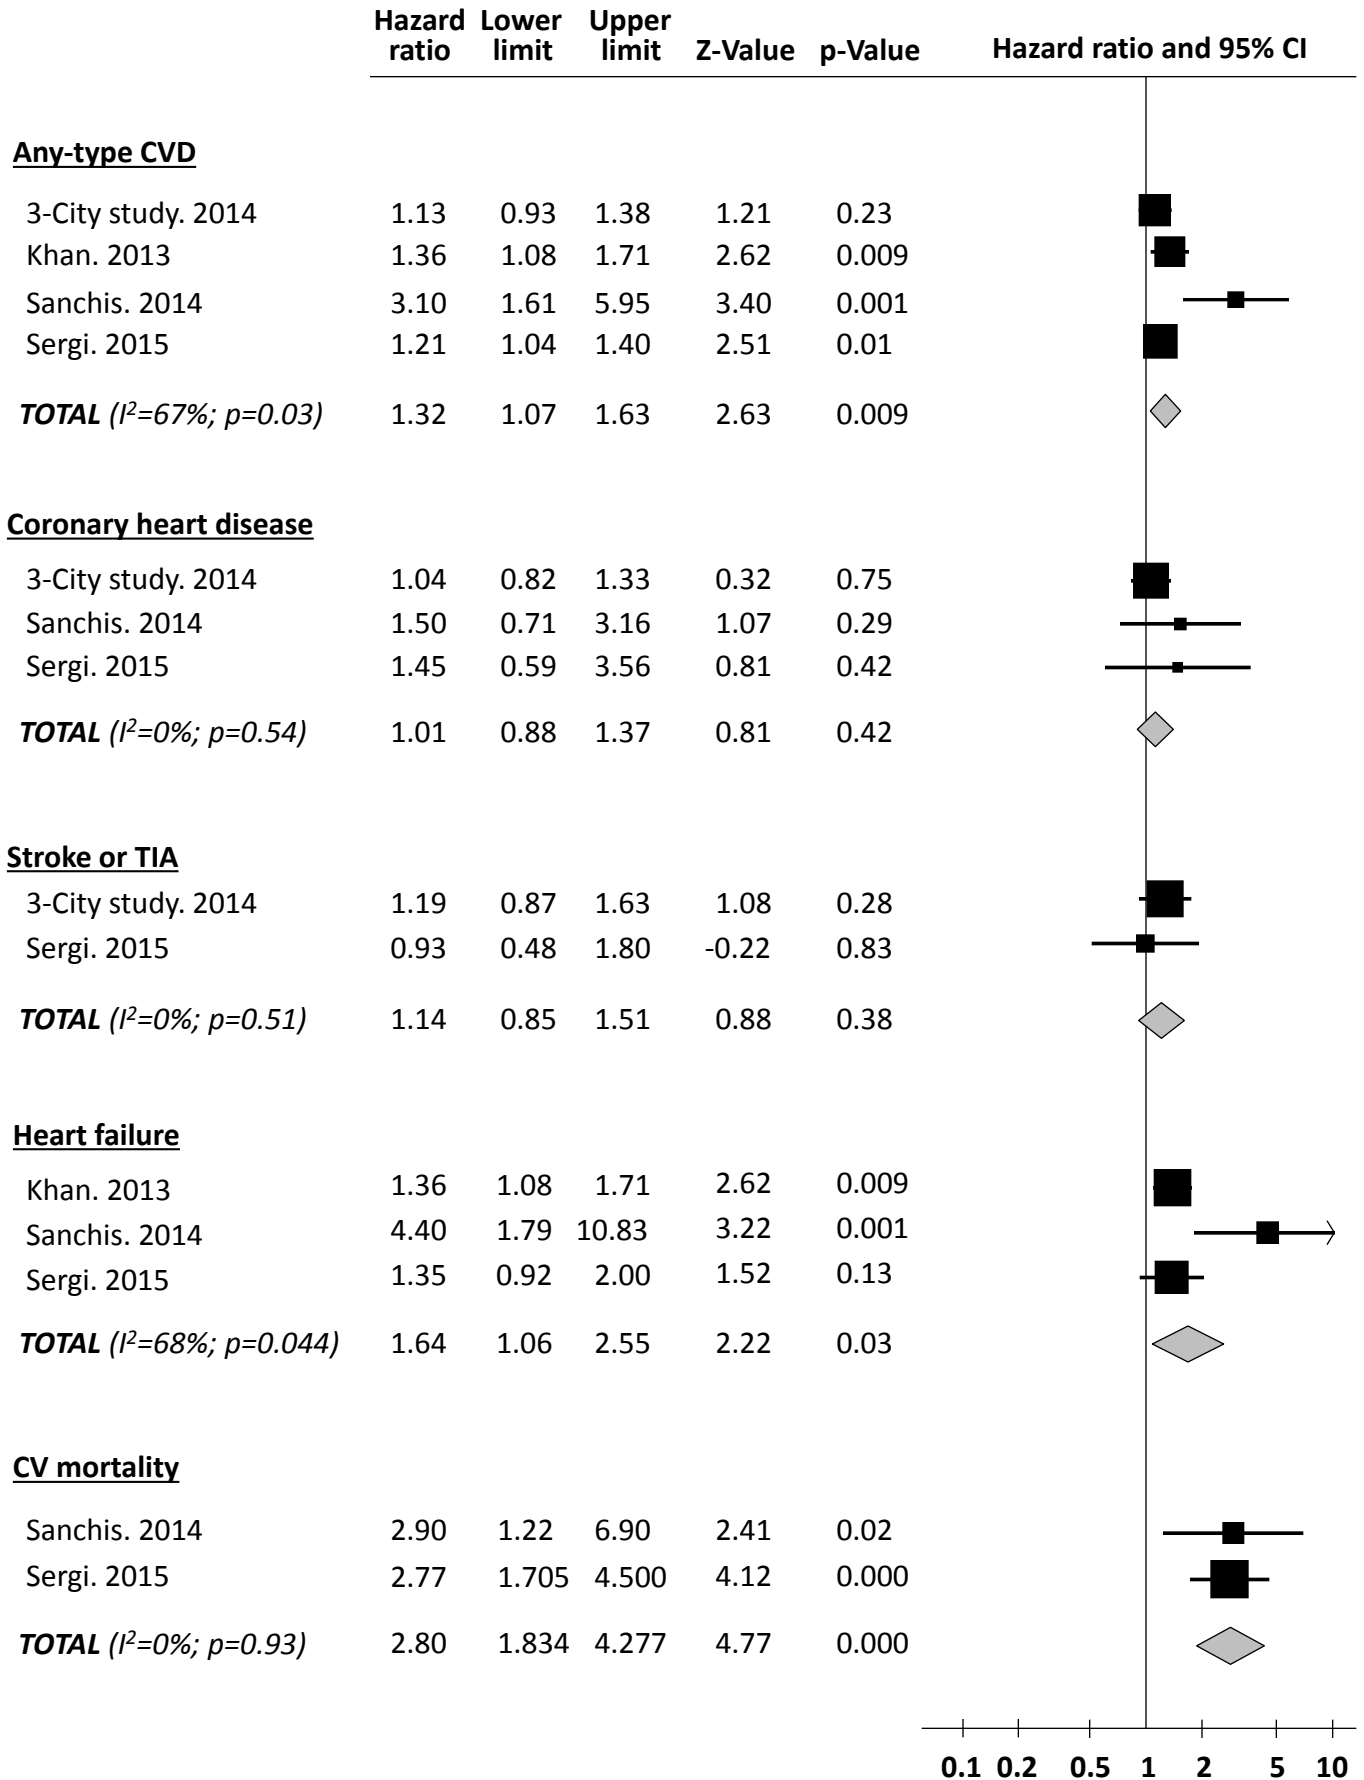 Hazard ratio Lower limit Upper limit Z-Value p-Value Hazard ratio and 95% CI
Any-type CVD
3-City study. 2014 1.13 0.93 1.38 1.21 0.23
Khan. 2013 1.36 1.08 1.71 2.62 0.009
Sanchis. 2014 3.10 1.61 5.95 3.40 0.001
Sergi. 2015 1.21 1.04 1.40 2.51 0.01
TOTAL (I²=67%; p=0.03) 1.32 1.07 1.63 2.63 0.009
Coronary heart disease
3-City study. 2014 1.04 0.82 1.33 0.32 0.75
Sanchis. 2014 1.50 0.71 3.16 1.07 0.29
Sergi. 2015 1.45 0.59 3.56 0.81 0.42
TOTAL (I²=0%; p=0.54) 1.01 0.88 1.37 0.81 0.42
Stroke or TIA
3-City study. 2014 1.19 0.87 1.63 1.08 0.28
Sergi. 2015 0.93 0.48 1.80 -0.22 0.83
TOTAL (I²=0%; p=0.51) 1.14 0.85 1.51 0.88 0.38
Heart failure
Khan. 2013 1.36 1.08 1.71 2.62 0.009
Sanchis. 2014 4.40 1.79 10.83 3.22 0.001
Sergi. 2015 1.35 0.92 2.00 1.52 0.13
TOTAL (I²=68%; p=0.044) 1.64 1.06 2.55 2.22 0.03
CV mortality
Sanchis. 2014 2.90 1.22 6.90 2.41 0.02
Sergi. 2015 2.77 1.705 4.500 4.12 0.000
TOTAL (I²=0%; p=0.93) 2.80 1.834 4.277 4.77 0.000
0.1 0.2 0.5 1 2 5 10